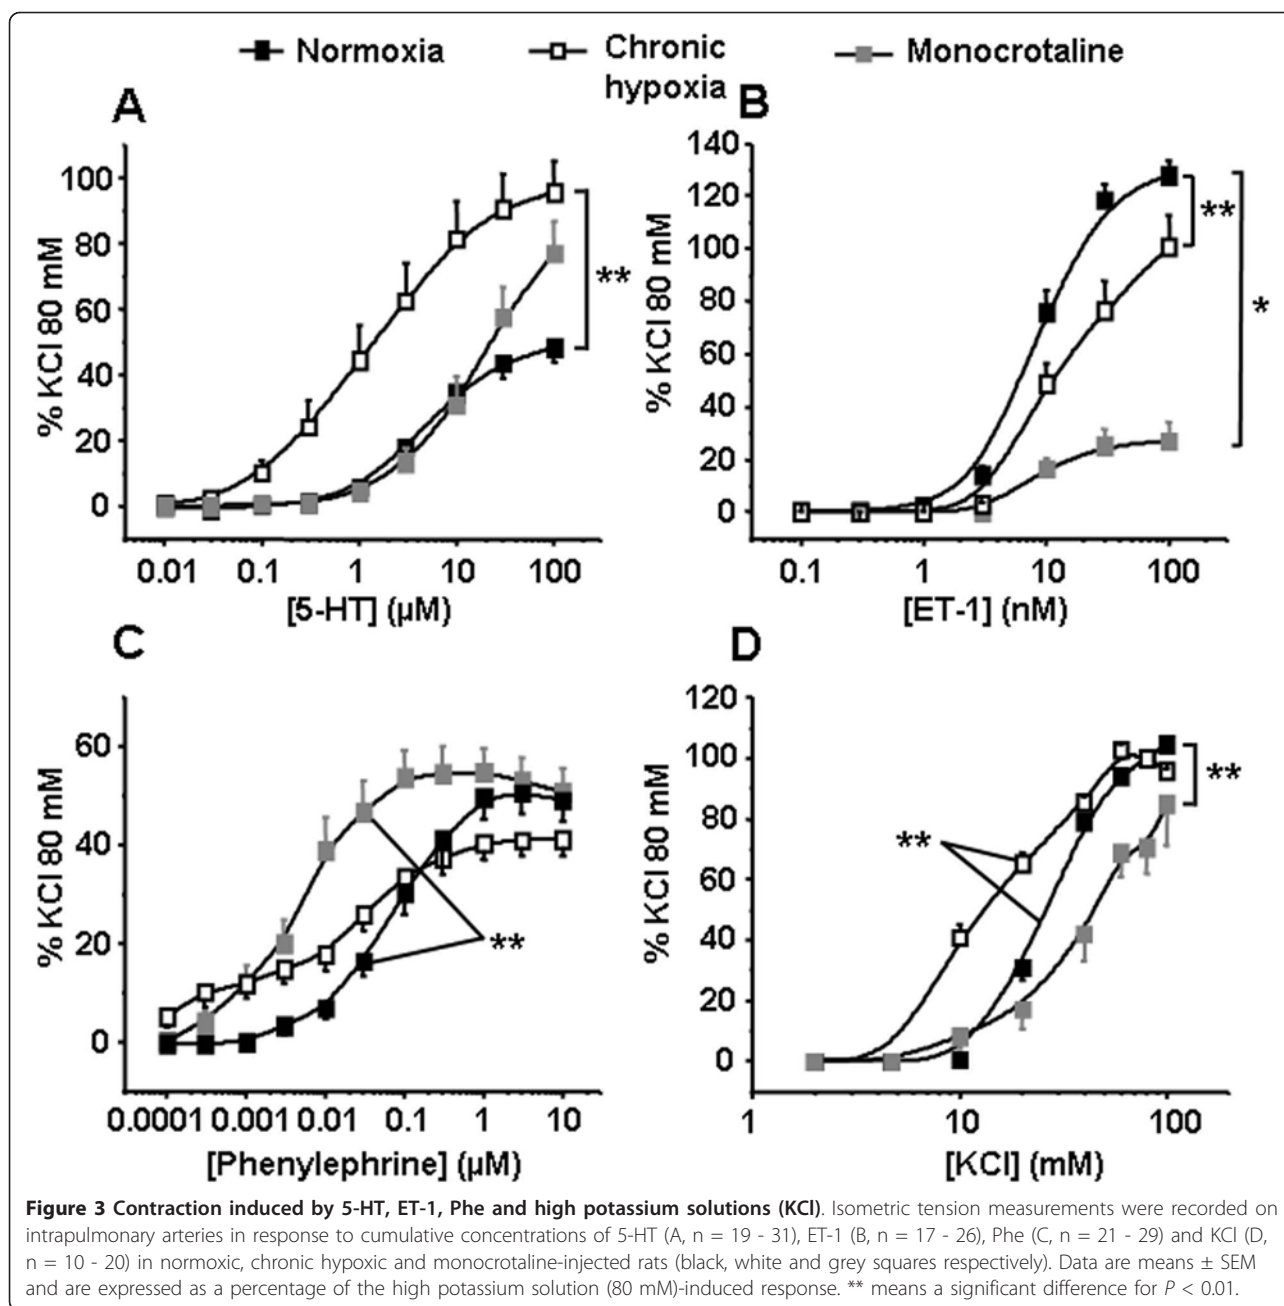 Normoxia
Chronic
hypoxia
Monocrotaline
A
% KCl 80 mM
100
80
60
40
20
0
**
0.01 0.1 1 10 100
[5-HT] (µM)
B
% KCl 80 mM
140
120
100
80
60
40
20
0
**
*
0.1 1 10 100
[ET-1] (nM)
C
% KCl 80 mM
60
40
20
0
**
0.0001 0.001 0.01 0.1 1 10
[Phenylephrine] (µM)
D
% KCl 80 mM
120
100
80
60
40
20
0
**
**
1 10 100
[KCl] (mM)
Figure 3 Contraction induced by 5-HT, ET-1, Phe and high potassium solutions (KCl). Isometric tension measurements were recorded on
intrapulmonary arteries in response to cumulative concentrations of 5-HT (A, n = 19 - 31), ET-1 (B, n = 17 - 26), Phe (C, n = 21 - 29) and KCl (D,
n = 10 - 20) in normoxic, chronic hypoxic and monocrotaline-injected rats (black, white and grey squares respectively). Data are means ± SEM
and are expressed as a percentage of the high potassium solution (80 mM)-induced response. ** means a significant difference for P < 0.01.